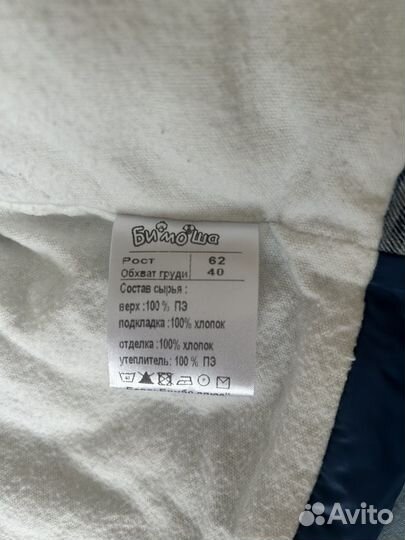 Бимоша
Рост 62
Обхват груди 40
Состав сырья :
верх :100 % ПЭ
подкладка :100% хлопок
отделка :100% хлопок
утеплитель: 100 % ПЭ
Avito